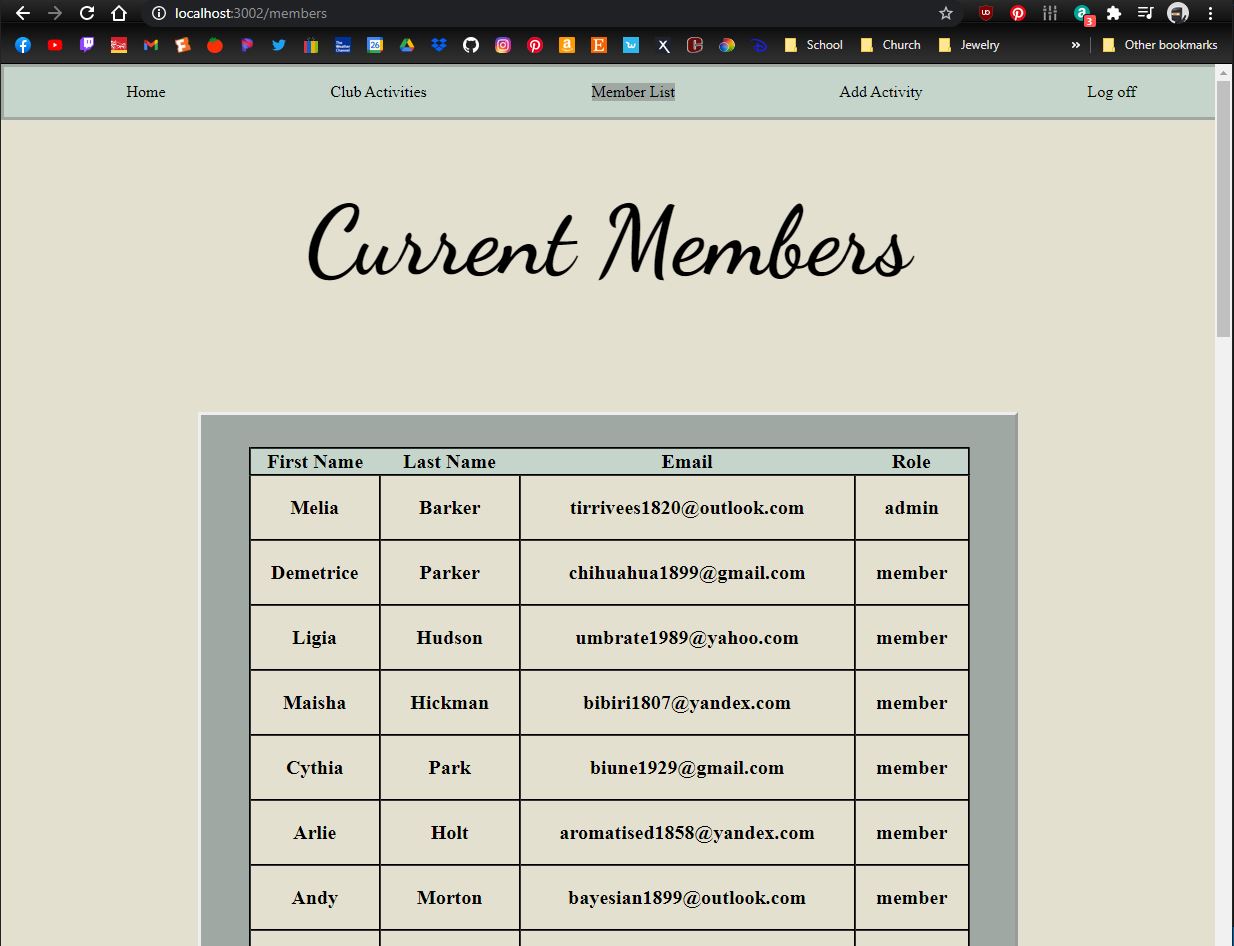 localhost:3002/members
3
School Church Jewelry » Other bookmarks
Home Club Activities Member List Add Activity Log off
Current Members
First Name Last Name Email Role
Melia Barker tirrivees1820@outlook.com admin
Demetrice Parker chihuahua1899@gmail.com member
Ligia Hudson umbrate1989@yahoo.com member
Maisha Hickman bibiri1807@yandex.com member
Cythia Park biune1929@gmail.com member
Arlie Holt aromatised1858@yandex.com member
Andy Morton bayesian1899@outlook.com member